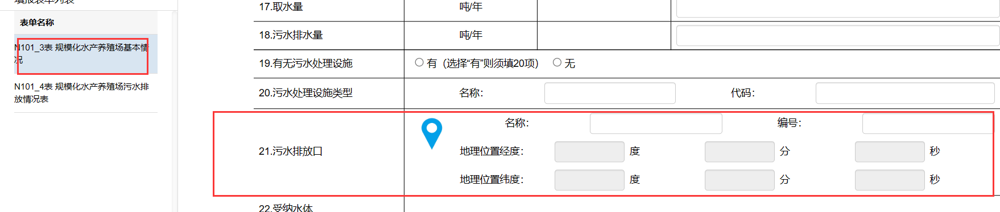 填报表单列表
表单名称
N101_3表 规模化水产养殖场基本情
况
N101_4表 规模化水产养殖场污水排
放情况表
17.取水量 吨/年
18.污水排水量 吨/年
19.有无污水处理设施 有（选择“有”则须填20项） 无
20.污水处理设施类型 名称： 代码：
名称： 编号：
21.污水排放口 地理位置经度： 度 分 秒
地理位置纬度： 度 分 秒
22.受纳水体